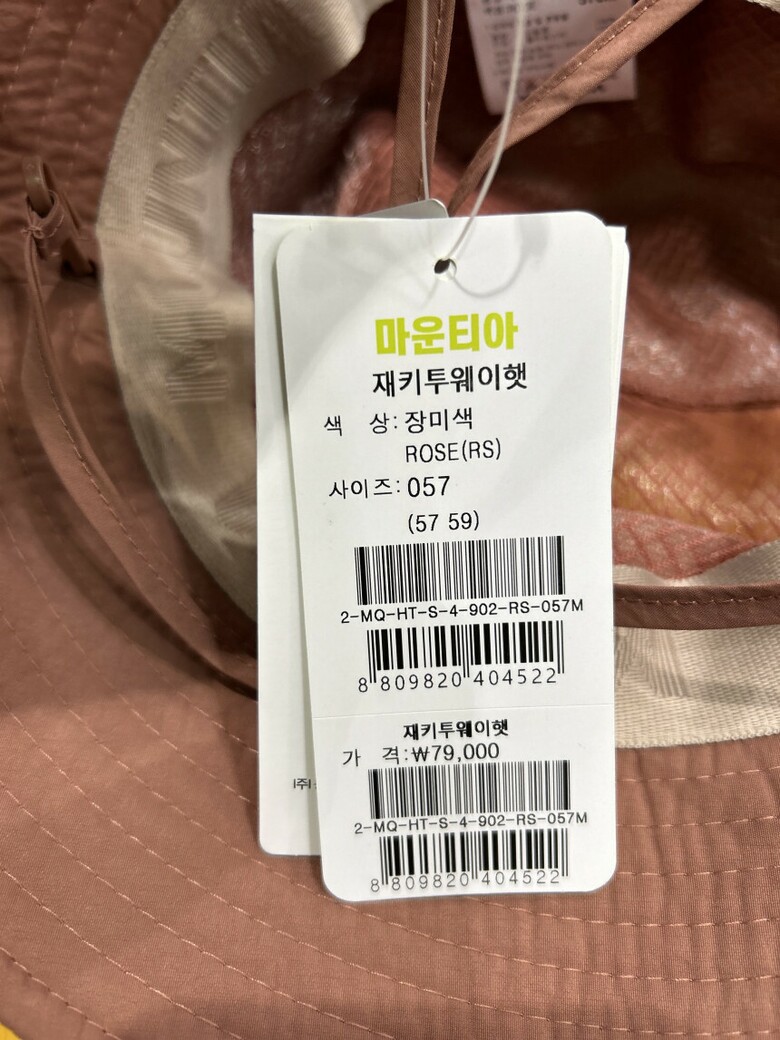 마운티아
재키투웨이햇
색 상: 장미색
ROSE(RS)
사이즈: 057
(57 59)
2-MQ-HT-S-4-902-RS-057M
8 809820 404522
재키투웨이햇
가 격:₩79,000
2-MQ-HT-S-4-902-RS-057M
8 809820 404522